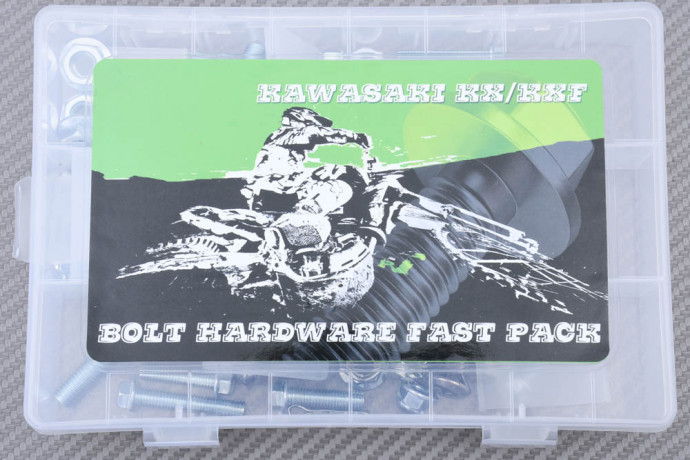 KAWASAKI KX/KXF
BOLT HARDWARE FAST PACK